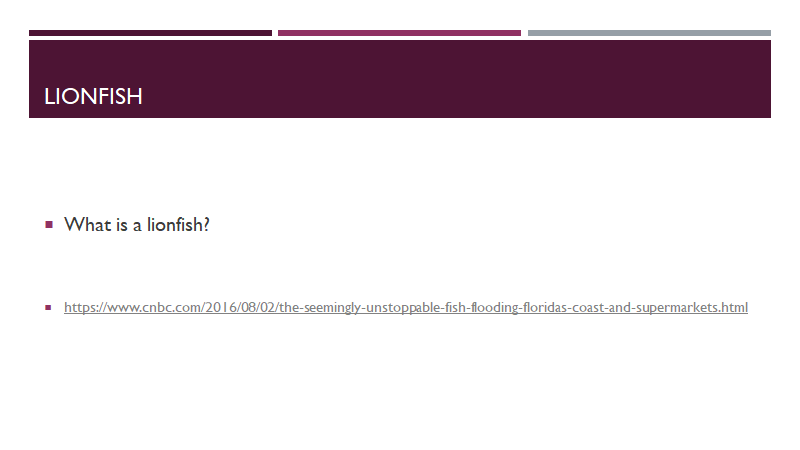 LIONFISH
What is a lionfish?
https://www.cnbc.com/2016/08/02/the-seemingly-unstoppable-fish-flooding-floridas-coast-and-supermarkets.html